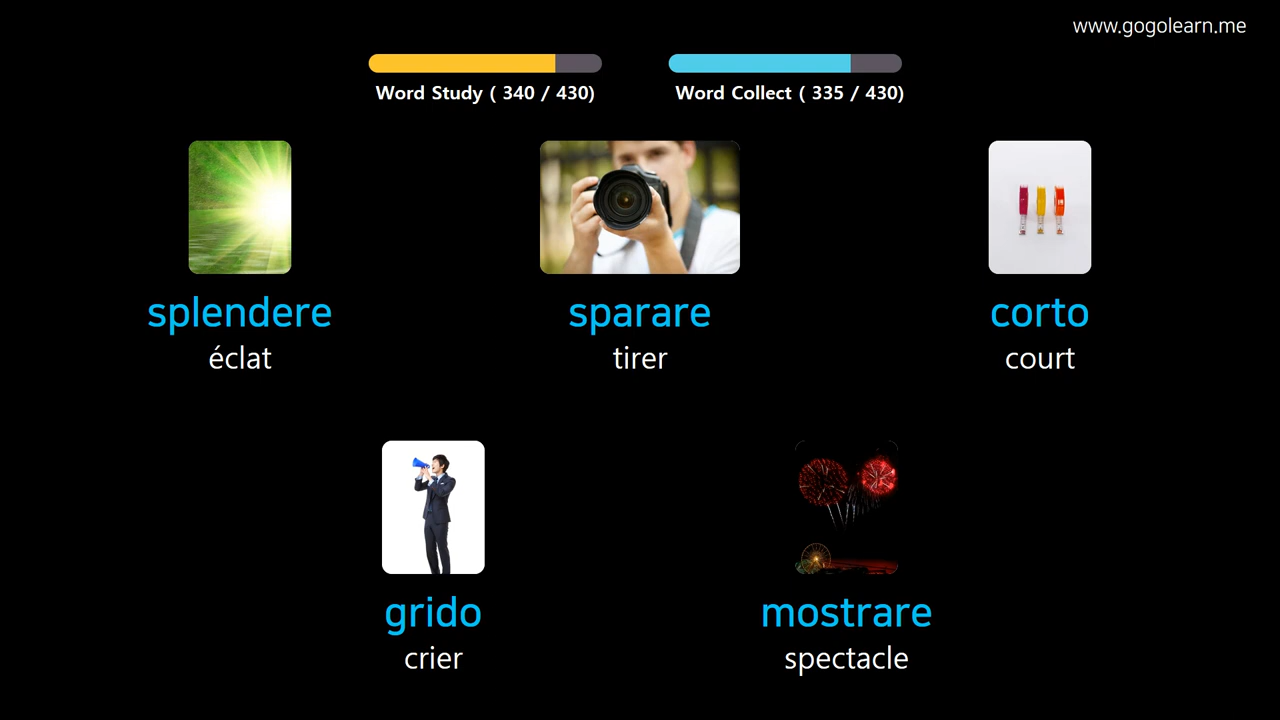 www.gogolearn.me
Word Study ( 340 / 430)
Word Collect ( 335 / 430)
splendere
éclat
sparare
tirer
corto
court
grido
crier
mostrare
spectacle